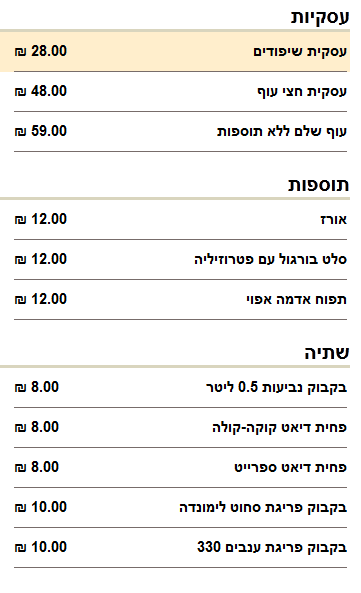 עסקיות
עסקית שיפודים 28.00 ₪
עסקית חצי עוף 48.00 ₪
עוף שלם ללא תוספות 59.00 ₪
תוספות
אורז 12.00 ₪
סלט בורגול עם פטרוזיליה 12.00 ₪
תפוח אדמה אפוי 12.00 ₪
שתיה
בקבוק נביעות 0.5 ליטר 8.00 ₪
פחית דיאט קוקה-קולה 8.00 ₪
פחית דיאט ספרייט 8.00 ₪
בקבוק פריגת סחוט לימונדה 10.00 ₪
בקבוק פריגת ענבים 330 10.00 ₪